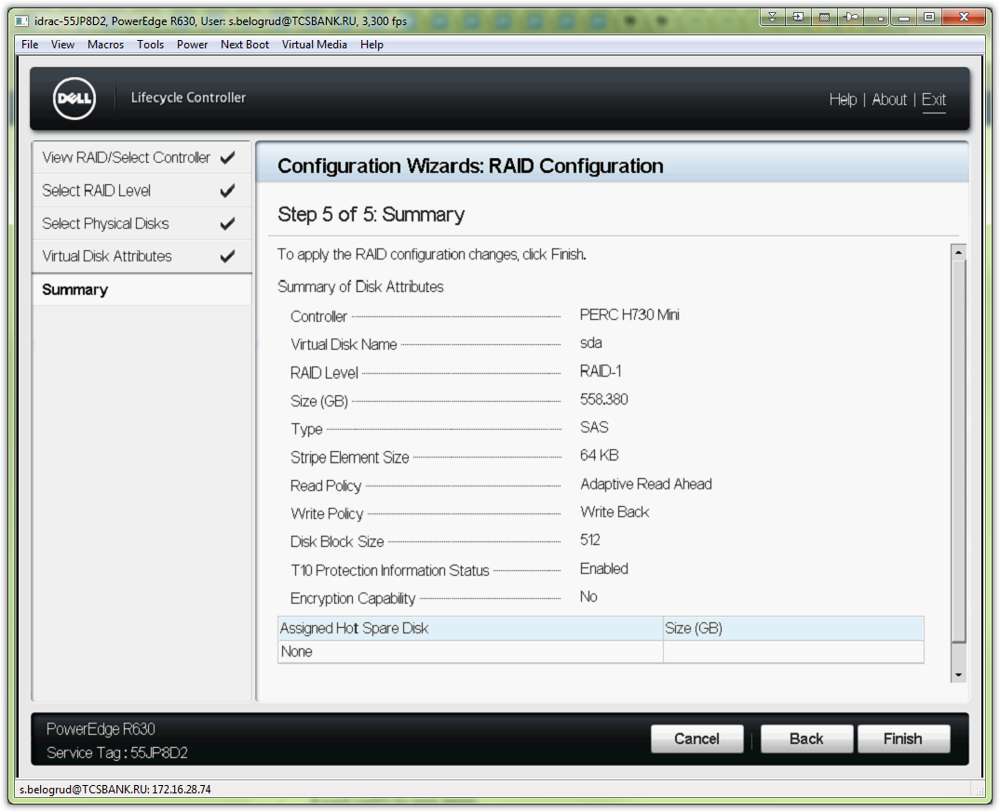 idrac-55JP8D2, PowerEdge R630, User: s.belogrud@TCSBANK.RU, 3,300 fps
File View Macros Tools Power Next Boot Virtual Media Help
DELL Lifecycle Controller
Help | About | Exit
View RAID/Select Controller
Select RAID Level
Select Physical Disks
Virtual Disk Attributes
Summary
Configuration Wizards: RAID Configuration
Step 5 of 5: Summary
To apply the RAID configuration changes, click Finish.
Summary of Disk Attributes
Controller PERC H730 Mini
Virtual Disk Name sda
RAID Level RAID-1
Size (GB) 558.380
Type SAS
Stripe Element Size 64 KB
Read Policy Adaptive Read Ahead
Write Policy Write Back
Disk Block Size 512
T10 Protection Information Status Enabled
Encryption Capability No
Assigned Hot Spare Disk Size (GB)
None
PowerEdge R630
Service Tag : 55JP8D2
Cancel Back Finish
s.belogrud@TCSBANK.RU: 172.16.28.74